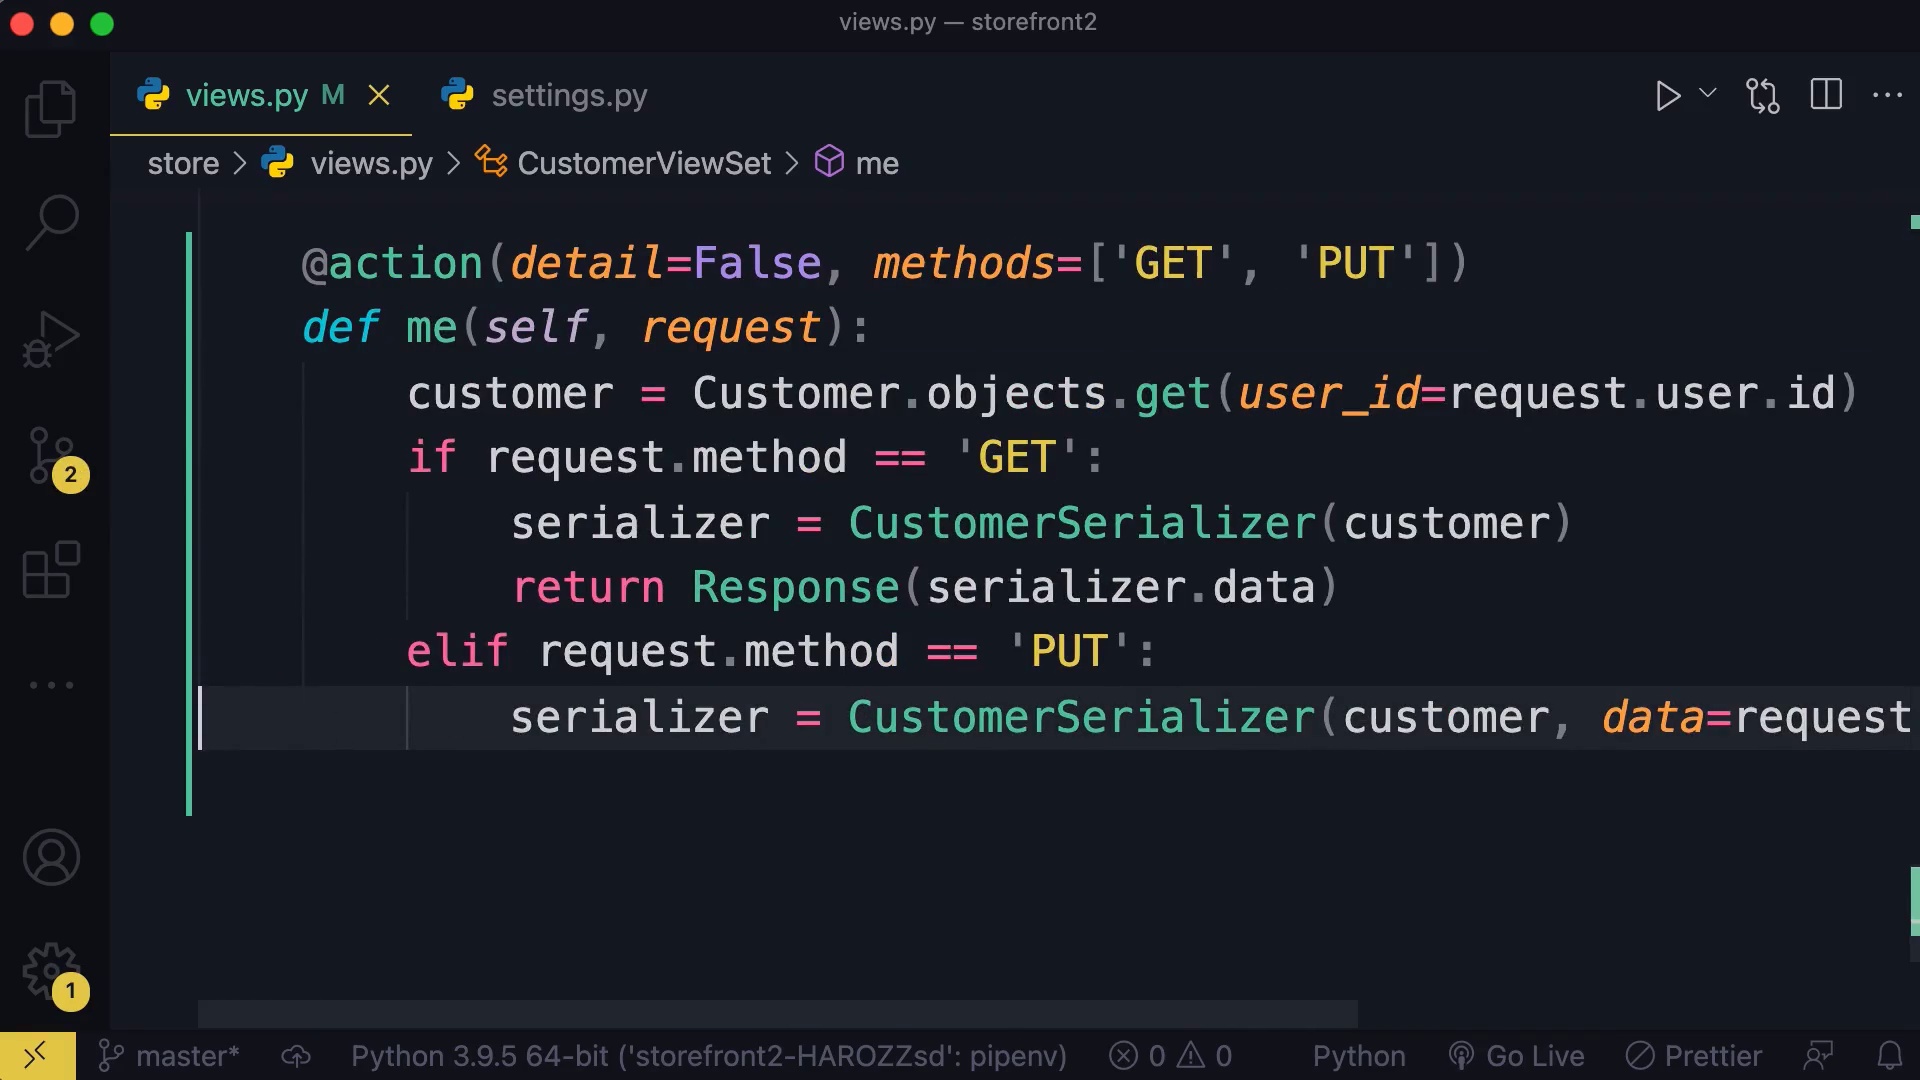 views.py — storefront2
views.py M settings.py
store > views.py > CustomerViewSet > me
@action(detail=False, methods=['GET', 'PUT'])
def me(self, request):
customer = Customer.objects.get(user_id=request.user.id)
if request.method == 'GET':
serializer = CustomerSerializer(customer)
return Response(serializer.data)
elif request.method == 'PUT':
serializer = CustomerSerializer(customer, data=request
2
1
master* Python 3.9.5 64-bit ('storefront2-HAROZZsd': pipenv) 0 0 Python Go Live Prettier